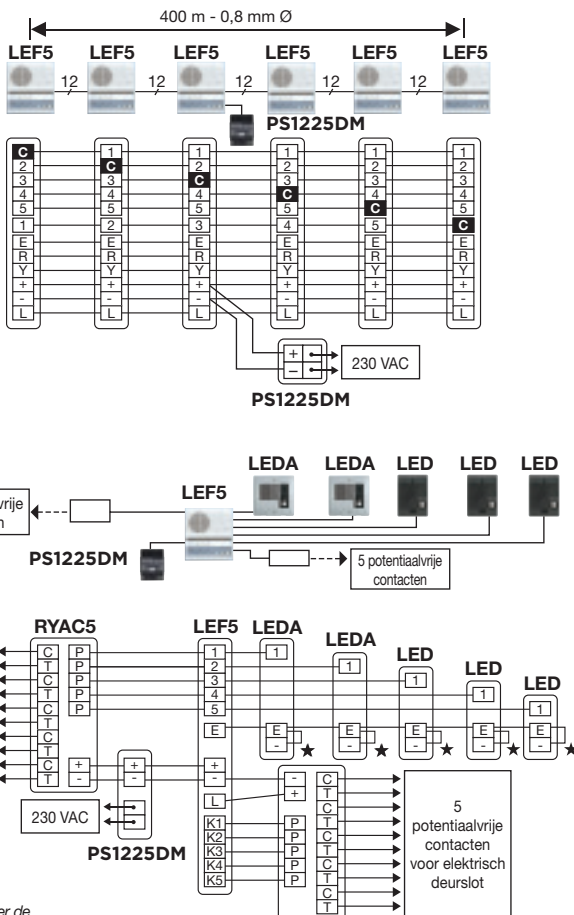 400 m - 0,8 mm Ø
LEF5 LEF5 LEF5 LEF5 LEF5 LEF5
12 12 12 12 12
PS1225DM
C 1 1 1 1 1
2 C 2 2 2 2
3 3 C 3 3 3
4 4 4 C 4 4
5 5 5 5 C 5
1 2 3 4 5 C
E E E E E E
R R R R R R
Y Y Y Y Y Y
+ + + + + +
- - - - - -
L L L L L L
+
–
230 VAC
PS1225DM
LEDA LEDA LED LED LED
LEF5
vrije
n
PS1225DM
5 potentiaalvrije
contacten
RYAC5 LEF5 LEDA LEDA LED LED LED
C P 1 1
T P 2 1
C P 3 1
T P 4 1
C P 5 1
T E E E E E E
C - - - - -
T ★ ★ ★ ★ ★
C + + +
T - - -
230 VAC
PS1225DM
L
K1
K2
K3
K4
K5
- C
+ T
C
P T
P C
P T
P C
P T
C
T
5
potentiaalvrije
contacten
voor elektrisch
deurslot
er de